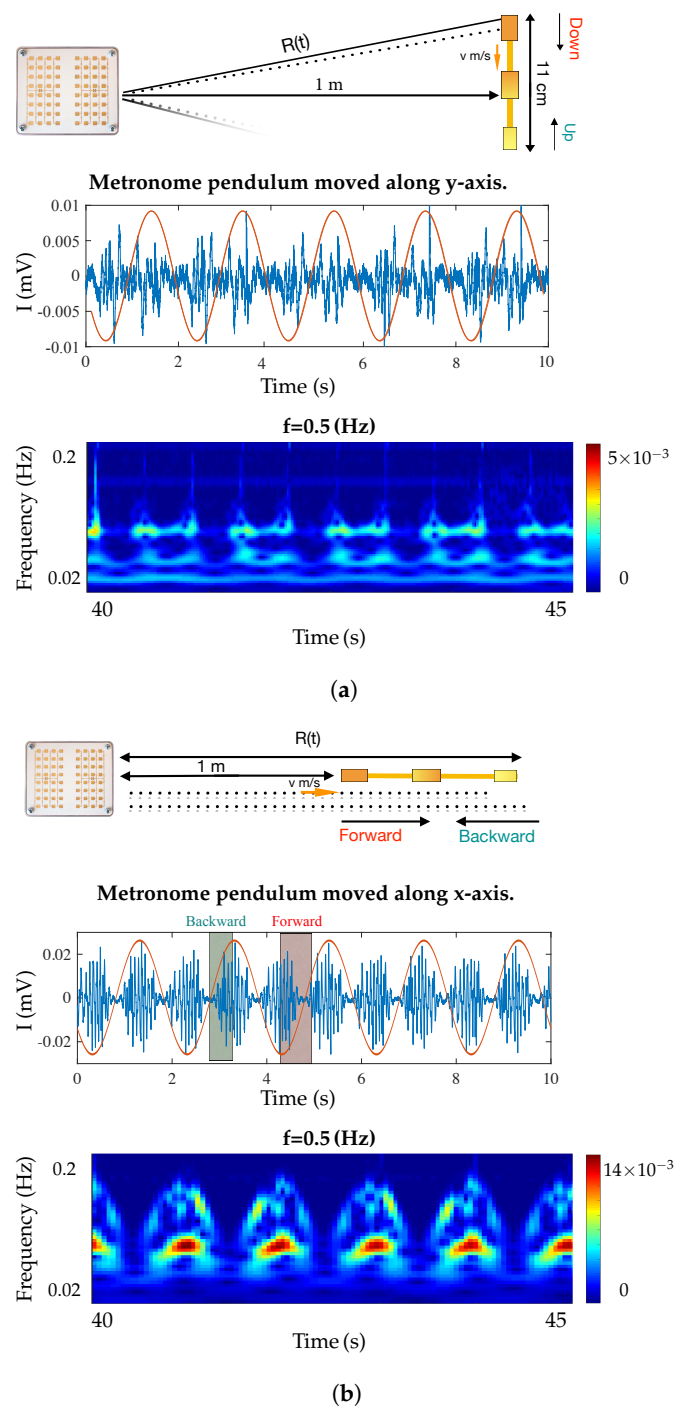 R(t)
v m/s
Down
1 m
11 cm
Up
Metronome pendulum moved along y-axis.
0.01
0.005
0
-0.005
-0.01
I (mV)
0 2 4 6 8 10
Time (s)
f=0.5 (Hz)
0.2
0.02
Frequency (Hz)
5×10⁻³
0
40 45
Time (s)
(a)
R(t)
1 m
v m/s
Forward Backward
Metronome pendulum moved along x-axis.
Backward Forward
0.02
0
-0.02
I (mV)
0 2 4 6 8 10
Time (s)
f=0.5 (Hz)
0.2
0.02
Frequency (Hz)
14×10⁻³
0
40 45
Time (s)
(b)